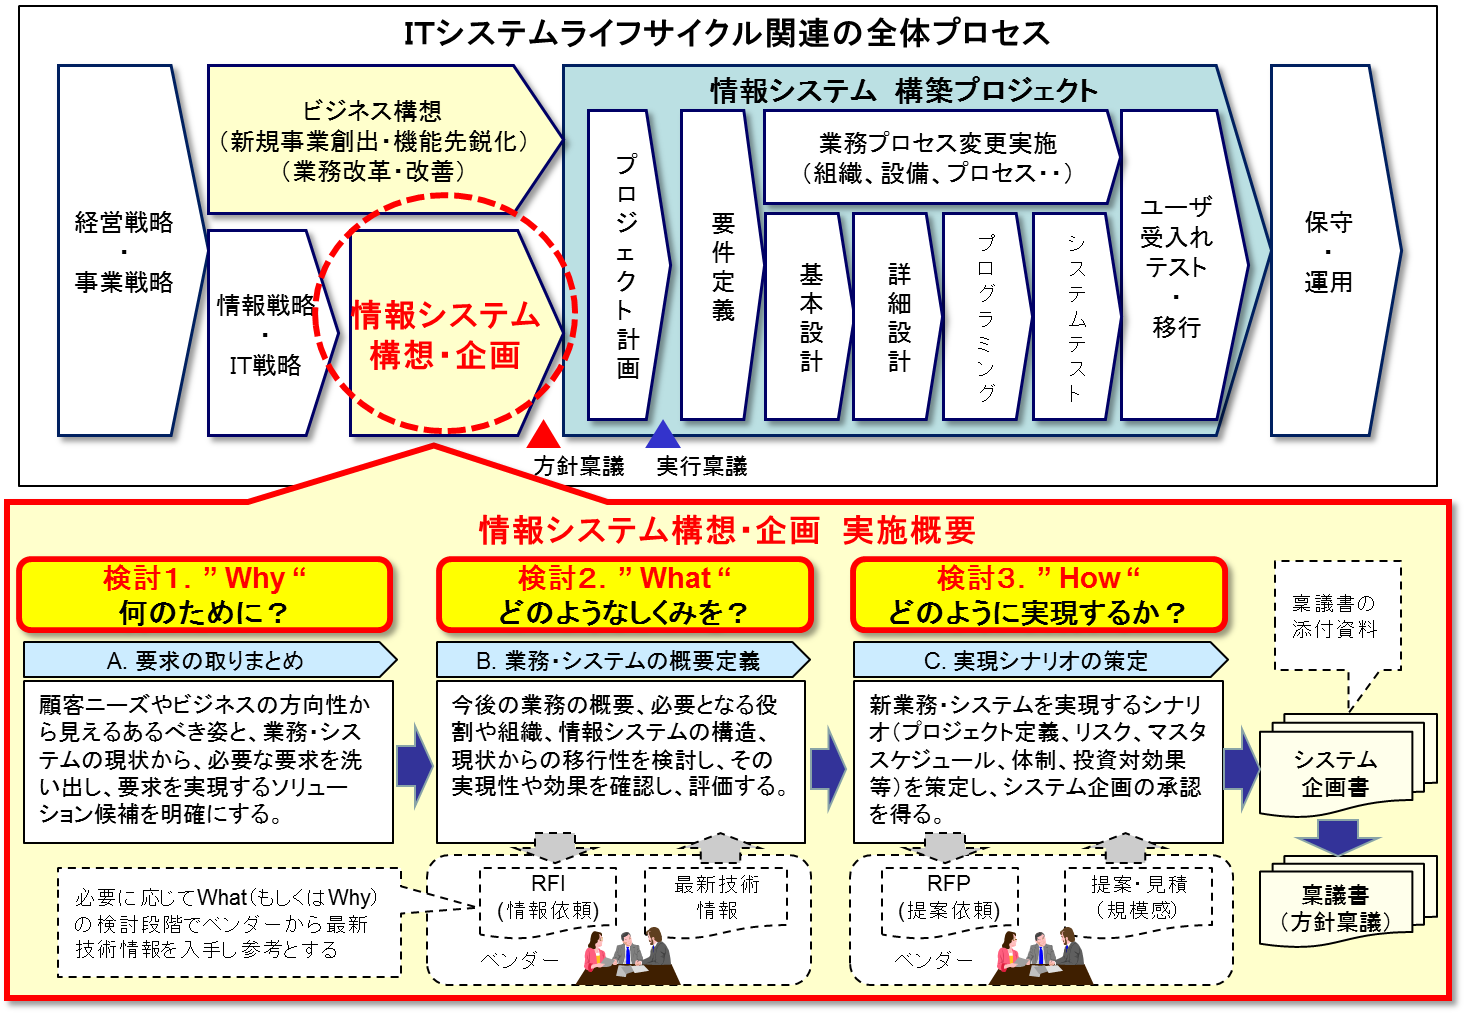 ITシステムライフサイクル関連の全体プロセス
経営戦略
・
事業戦略
ビジネス構想
(新規事業創出・機能先鋭化)
(業務改革・改善)
情報戦略
・
IT戦略
情報システム
構想・企画
情報システム 構築プロジェクト
プロジェクト計画
要件定義
業務プロセス変更実施
(組織、設備、プロセス・・)
基本設計
詳細設計
プログラミング
システムテスト
ユーザ
受入れ
テスト
・
移行
保守
・
運用
方針稟議
実行稟議
情報システム構想・企画 実施概要
検討1. ” Why “
何のために？
検討2. ” What “
どのようなしくみを？
検討3. ” How “
どのように実現するか？
A. 要求の取りまとめ
B. 業務・システムの概要定義
C. 実現シナリオの策定
顧客ニーズやビジネスの方向性か
ら見えるあるべき姿と、業務・シス
テムの現状から、必要な要求を洗
い出し、要求を実現するソリュー
ション候補を明確にする。
今後の業務の概要、必要となる役
割や組織、情報システムの構造、
現状からの移行性を検討し、その
実現性や効果を確認し、評価する。
新業務・システムを実現するシナリ
オ(プロジェクト定義、リスク、マスタ
スケジュール、体制、投資対効果
等)を策定し、システム企画の承認
を得る。
稟議書の
添付資料
システム
企画書
稟議書
(方針稟議)
必要に応じてWhat(もしくはWhy)
の検討段階でベンダーから最新
技術情報を入手し参考とする
RFI
(情報依頼)
最新技術
情報
ベンダー
RFP
(提案依頼)
提案・見積
(規模感)
ベンダー